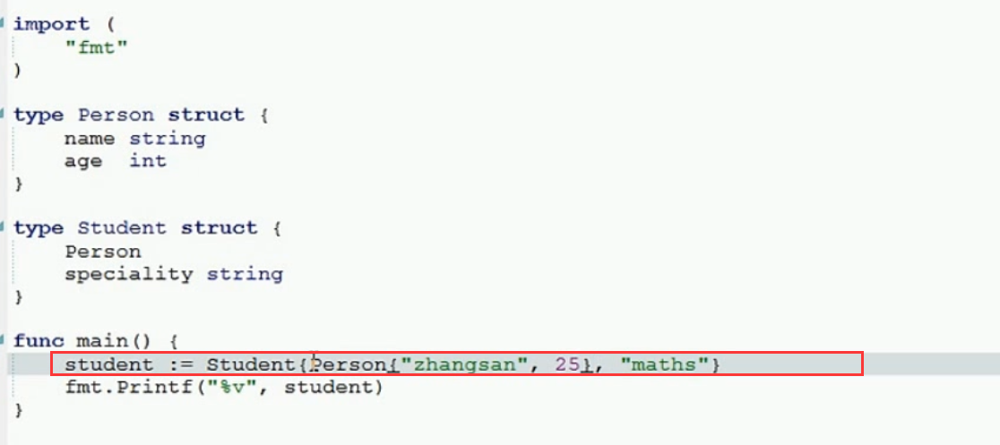 import (
    "fmt"
)
type Person struct {
    name string
    age  int
}
type Student struct {
    Person
    speciality string
}
func main() {
    student := Student{Person{"zhangsan", 25}, "maths"}
    fmt.Printf("%v", student)
}